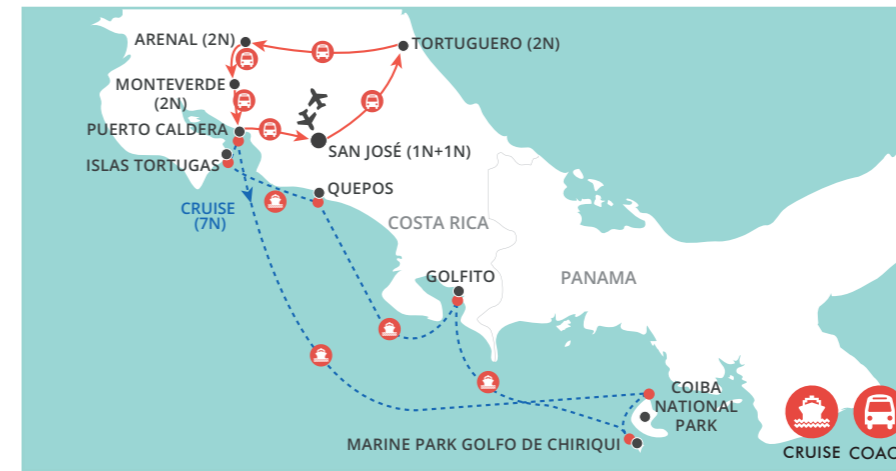 ARENAL (2N)
TORTUGUERO (2N)
MONTEVERDE
(2N)
PUERTO CALDERA
SAN JOSÉ (1N+1N)
ISLAS TORTUGAS
QUEPOS
CRUISE
(7N)
COSTA RICA
GOLFITO
PANAMA
COIBA
NATIONAL
PARK
MARINE PARK GOLFO DE CHIRIQUI
CRUISE COAC